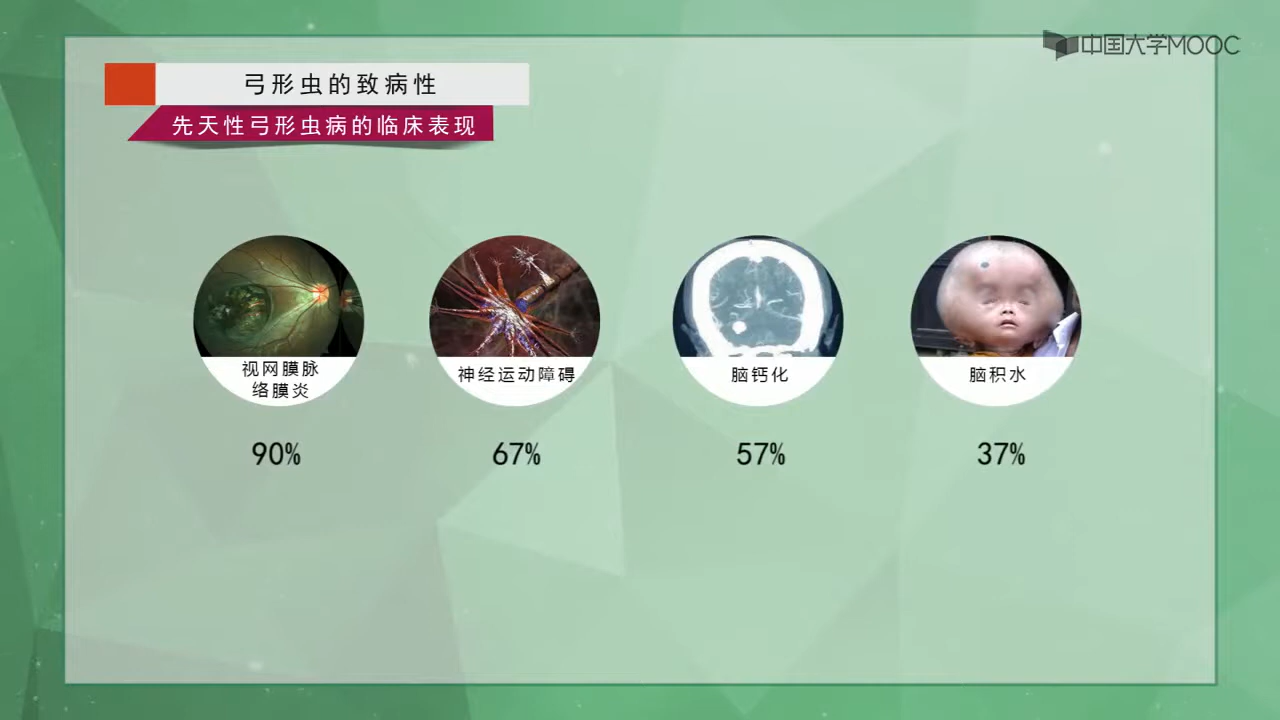 中国大学MOOC
弓形虫的致病性
先天性弓形虫病的临床表现
视网膜脉
络膜炎
神经运动障碍
脑钙化
脑积水
90%
67%
57%
37%